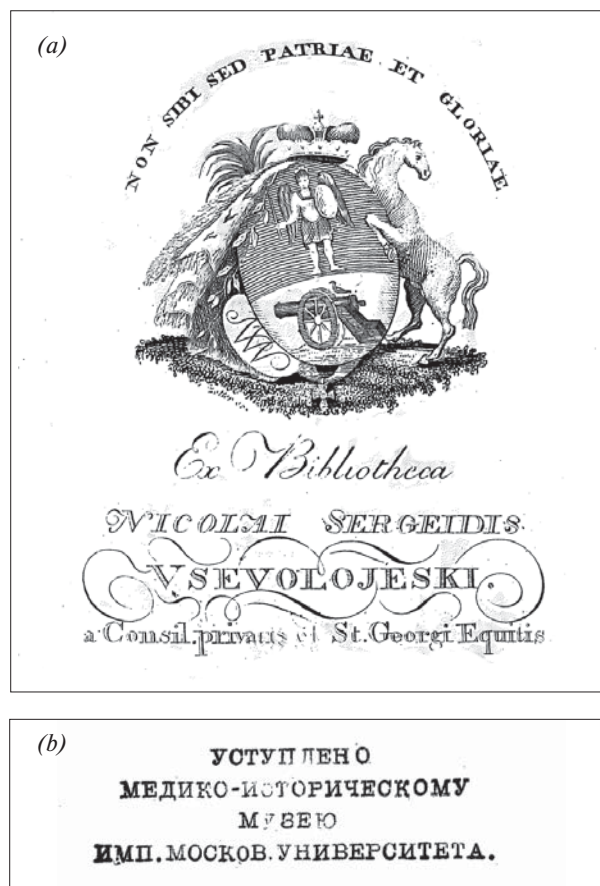 (a)
NON SIBI SED PATRIAE ET GLORIAE
Ex Bibliotheca
NICOLAI SERGEIDIS
VSEVOLOJESKI.
a Consil. privatis et St. Georgi Equitis
(b)
УСТУПЛЕНО
МЕДИКО-ИСТОРИЧЕСКОМУ
МУЗЕЮ
ИМП. МОСКОВ. УНИВЕРСИТЕТА.